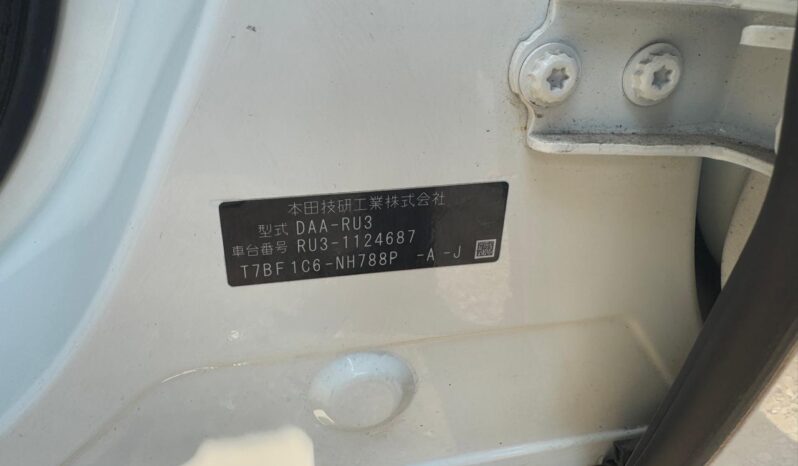 本田技研工業株式会社
型式 DAA-RU3
車台番号 RU3-1124687
T7BF1C6-NH788P -A -J